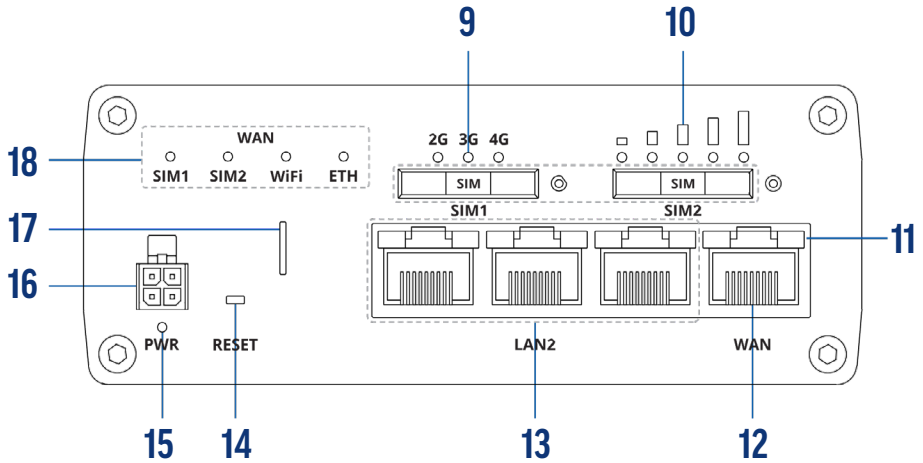 9 10
WAN
2G 3G 4G
18
SIM1 SIM2 WiFi ETH
SIM SIM
SIM1 SIM2
17
11
16
PWR RESET LAN2 WAN
15 14 13 12